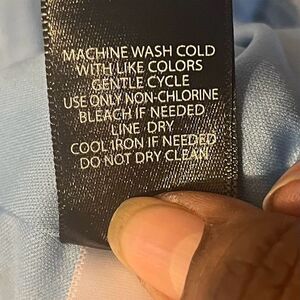 MACHINE WASH COLD
WITH LIKE COLORS
GENTLE CYCLE
USE ONLY NON-CHLORINE
BLEACH IF NEEDED
LINE DRY
COOL IRON IF NEEDED
DO NOT DRY CLEAN